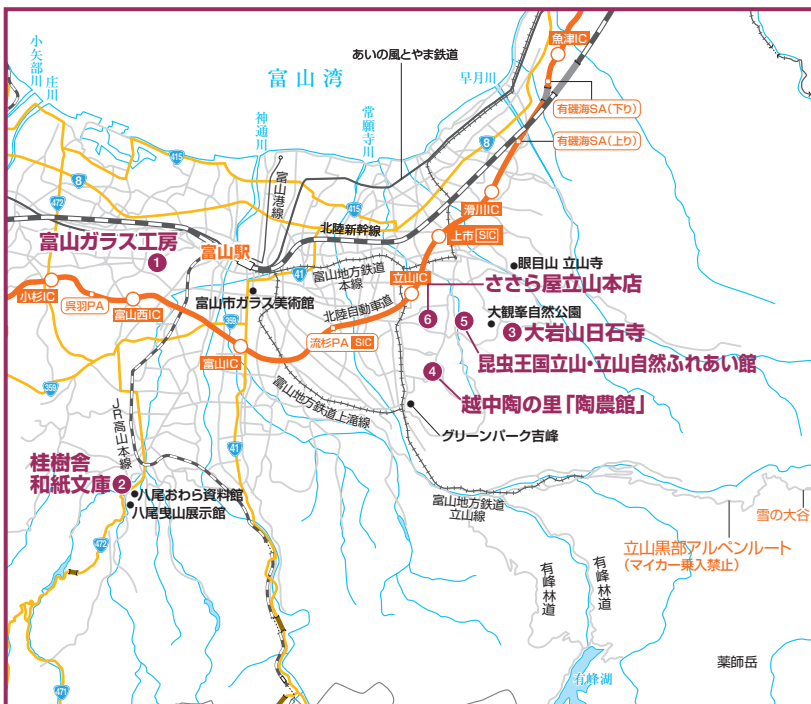 魚津IC
小矢部川
庄川
あいの風とやま鉄道
富山湾
早月川
神通川
常願寺川
有磯海SA(下り)
有磯海SA(上り)
415
8
8
415
472
富山港線
滑川IC
北陸新幹線
上市 SIC
富山ガラス工房
1
富山駅
眼目山 立山寺
41
富山地方鉄道
本線
立山IC
ささら屋立山本店
小杉IC
呉羽PA
富山西IC
富山市ガラス美術館
北陸自動車道
6
5
大観峯自然公園
3 大岩山日石寺
富山IC
流杉PA SIC
昆虫王国立山・立山自然ふれあい館
359
359
4
越中陶の里「陶農館」
富山地方鉄道上滝線
JR高山本線
グリーンパーク吉峰
41
桂樹舎
和紙文庫 2
八尾おわら資料館
八尾曳山展示館
富山地方鉄道
立山線
雪の大谷
472
立山黒部アルペンルート
(マイカー乗入禁止)
有峰林道
有峰林道
薬師岳
有峰湖
471